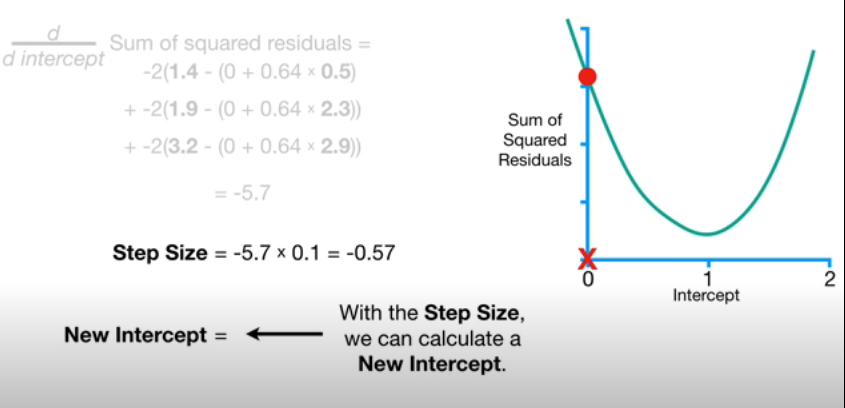 d
d intercept
Sum of squared residuals =
-2(1.4 - (0 + 0.64 × 0.5)
+ -2(1.9 - (0 + 0.64 × 2.3))
+ -2(3.2 - (0 + 0.64 × 2.9))
= -5.7
Step Size = -5.7 × 0.1 = -0.57
New Intercept =
With the Step Size,
we can calculate a
New Intercept.
Sum of
Squared
Residuals
X
0
1
2
Intercept